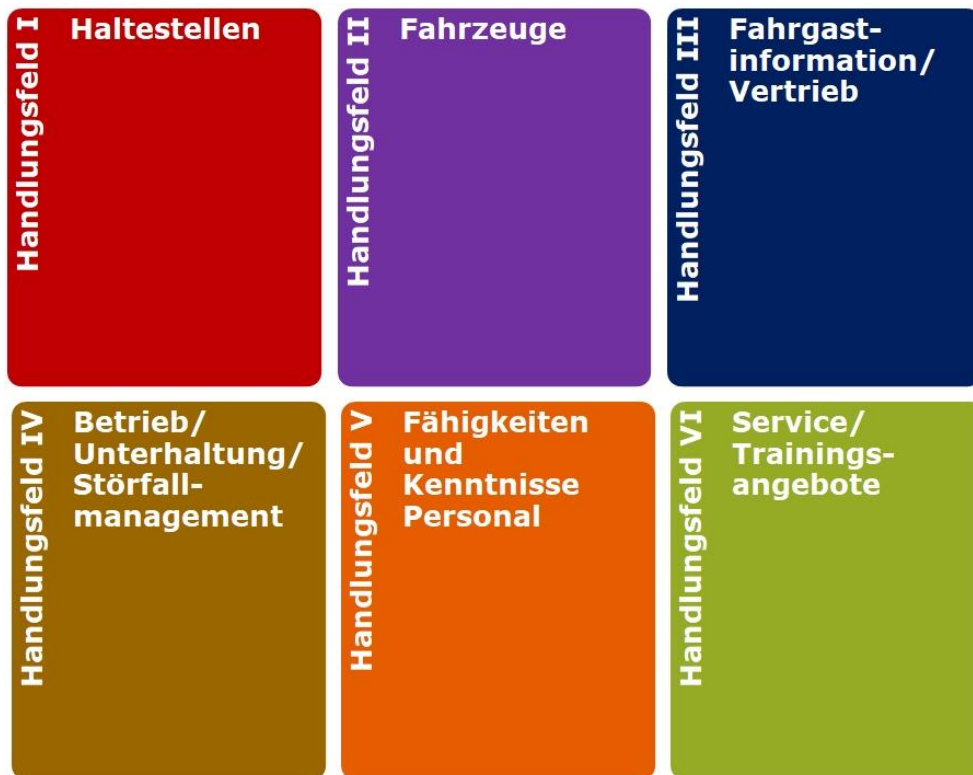 Handlungsfeld I
Haltestellen
Handlungsfeld II
Fahrzeuge
Handlungsfeld III
Fahrgast-
information/
Vertrieb
Handlungsfeld IV
Betrieb/
Unterhaltung/
Störfall-
management
Handlungsfeld V
Fähigkeiten
und
Kenntnisse
Personal
Handlungsfeld VI
Service/
Trainings-
angebote